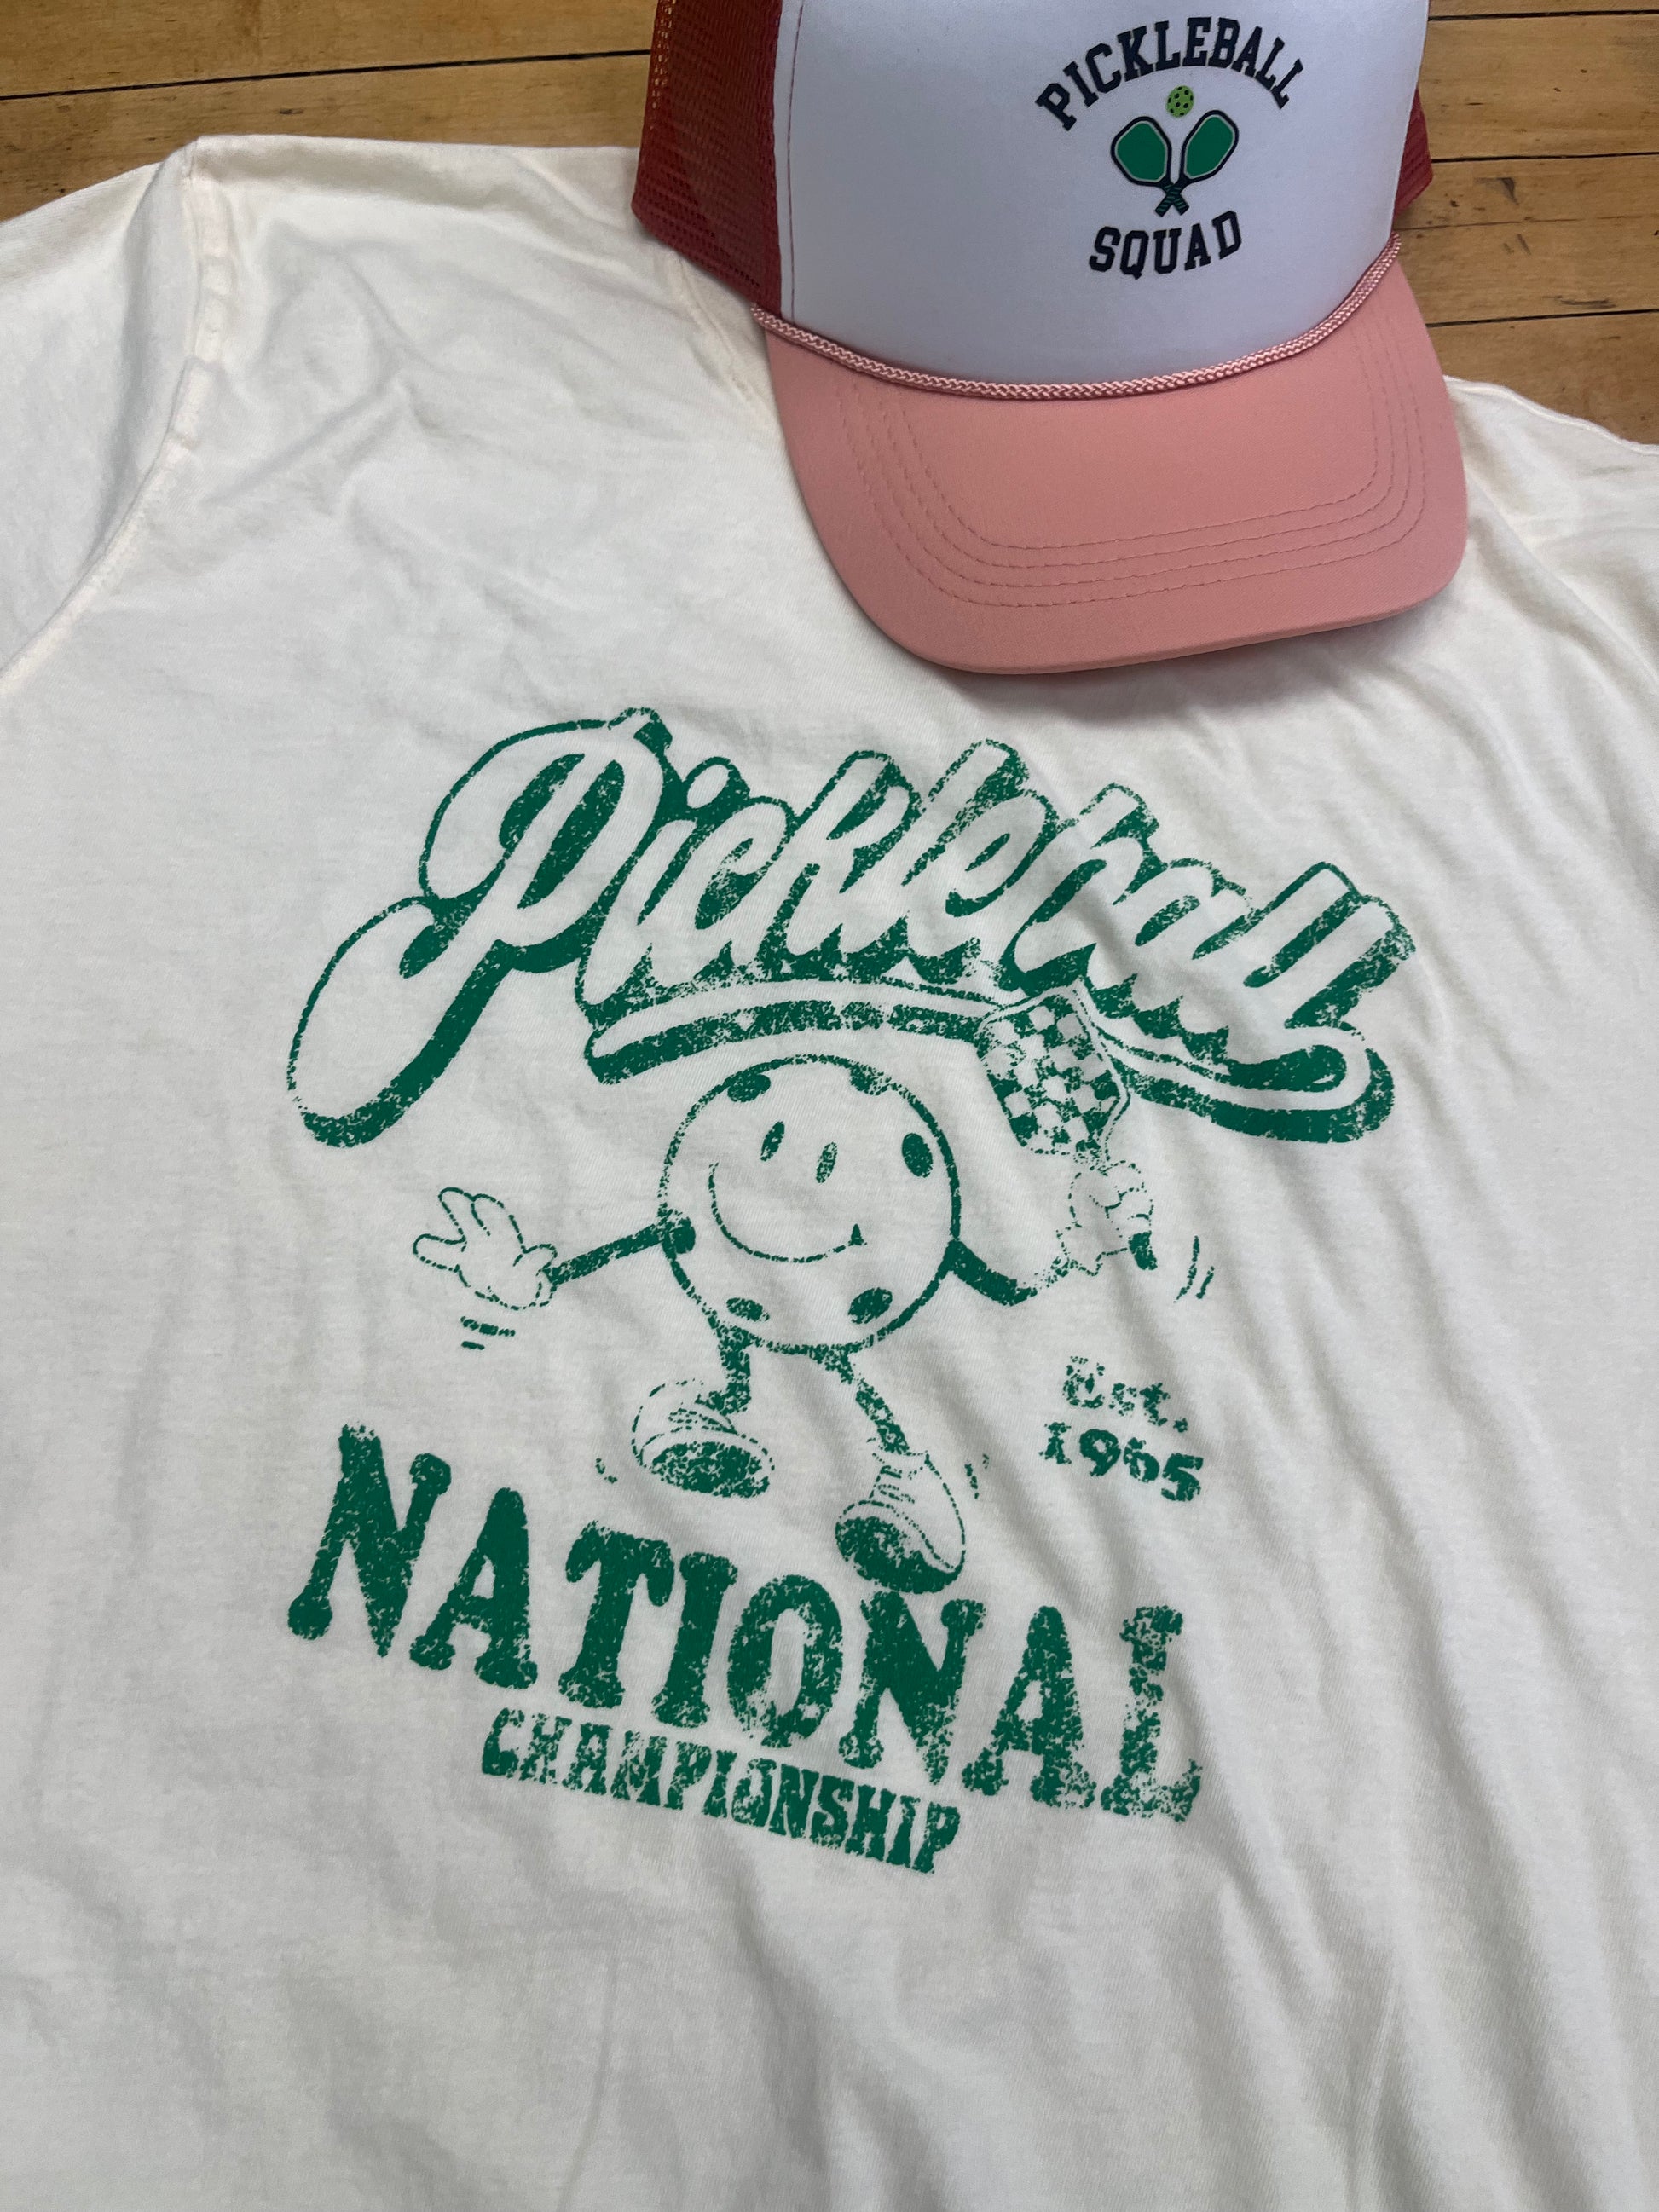 PICKLEBALL
SQUAD
Pickleball
Est.
1965
NATIONAL
CHAMPIONSHIP